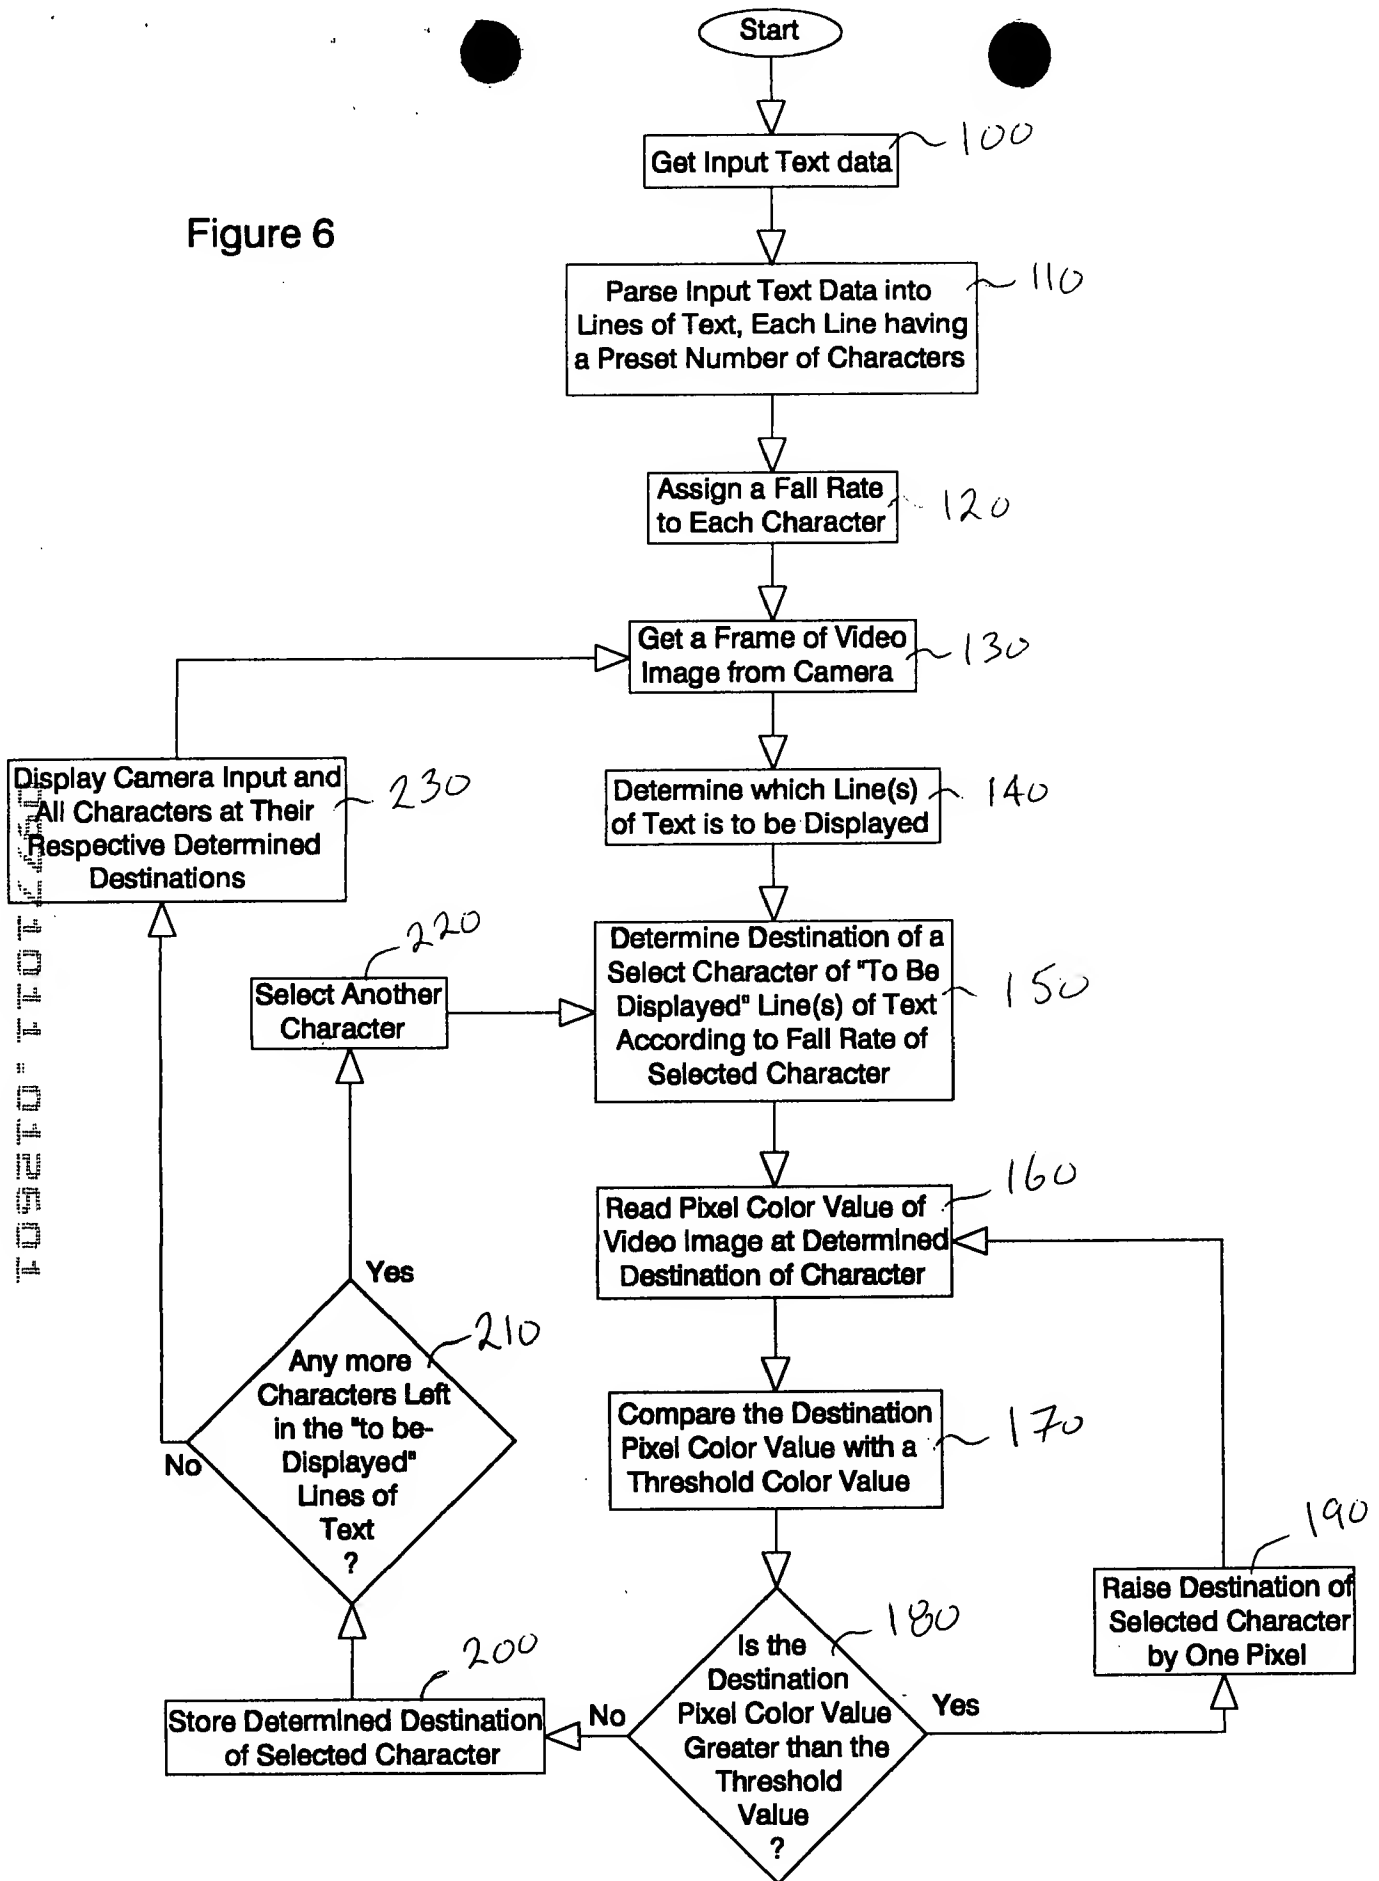 Start
Get Input Text data
100
Figure 6
Parse Input Text Data into
Lines of Text, Each Line having
a Preset Number of Characters
110
Assign a Fall Rate
to Each Character
120
Get a Frame of Video
Image from Camera
130
Display Camera Input and
All Characters at Their
Respective Determined
Destinations
230
Determine which Line(s)
of Text is to be Displayed
140
Determine Destination of a
Select Character of "To Be
Displayed" Line(s) of Text
According to Fall Rate of
Selected Character
150
Select Another
Character
220
Read Pixel Color Value of
Video Image at Determined
Destination of Character
160
Yes
Any more
Characters Left
in the "to be-
Displayed"
Lines of
Text
?
210
No
Compare the Destination
Pixel Color Value with a
Threshold Color Value
170
Raise Destination of
Selected Character
by One Pixel
190
Is the
Destination
Pixel Color Value
Greater than the
Threshold
Value
?
180
Yes
No
Store Determined Destination
of Selected Character
200